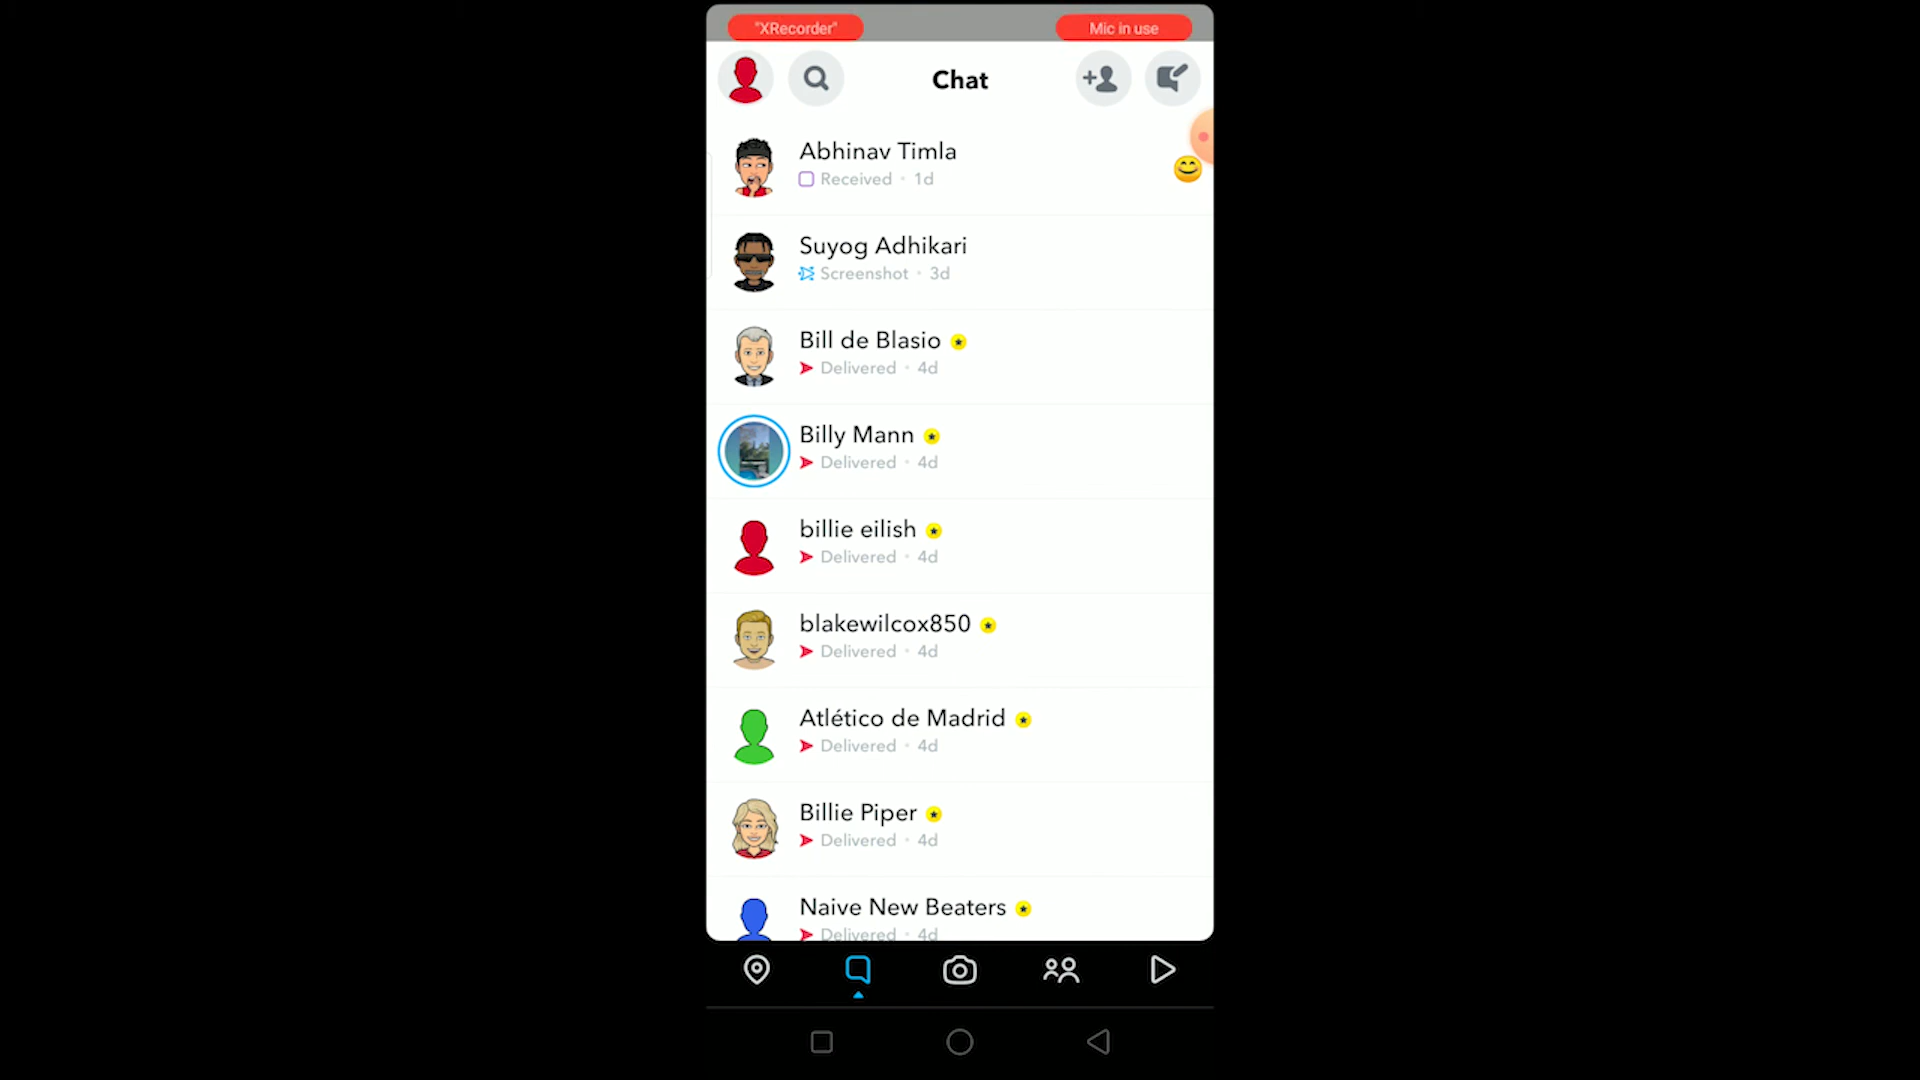 "XRecorder"
Mic in use
Chat
Abhinav Timla
Received · 1d
Suyog Adhikari
Screenshot · 3d
Bill de Blasio
Delivered · 4d
Billy Mann
Delivered · 4d
billie eilish
Delivered · 4d
blakewilcox850
Delivered · 4d
Atlético de Madrid
Delivered · 4d
Billie Piper
Delivered · 4d
Naive New Beaters
Delivered · 4d